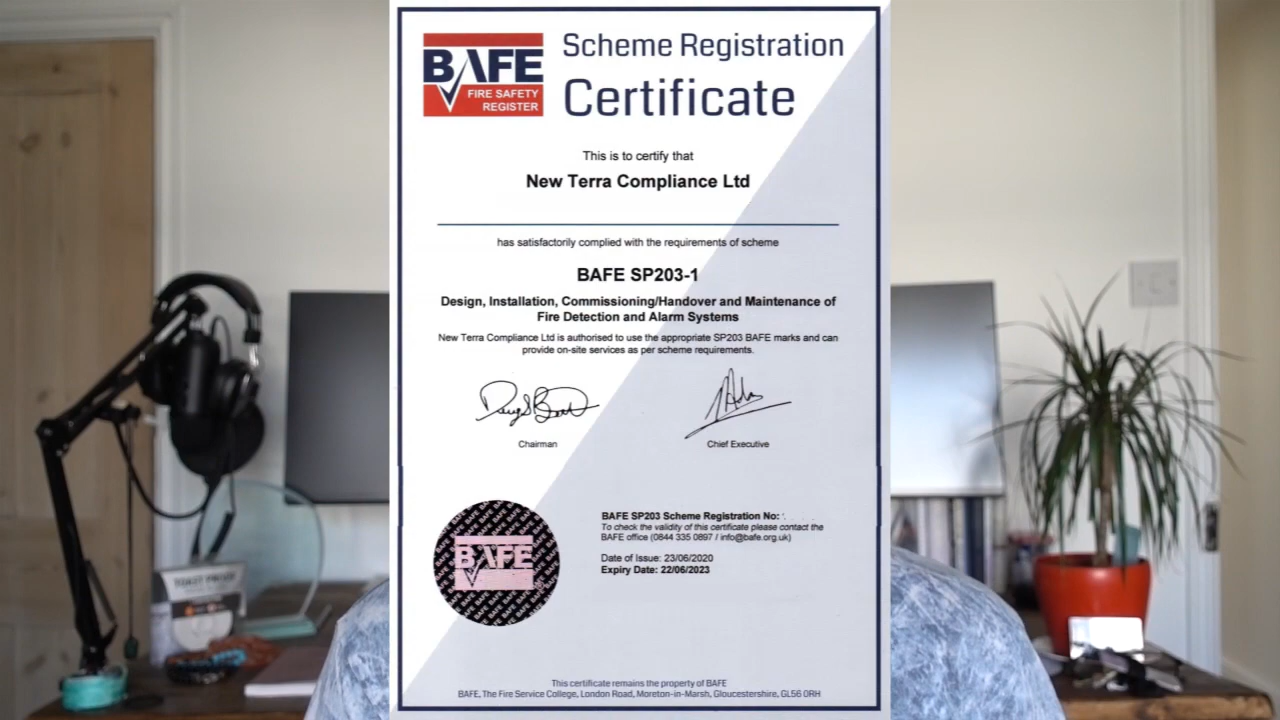 BAFE
FIRE SAFETY
REGISTER
Scheme Registration
Certificate
This is to certify that
New Terra Compliance Ltd
has satisfactorily complied with the requirements of scheme
BAFE SP203-1
Design, Installation, Commissioning/Handover and Maintenance of
Fire Detection and Alarm Systems
New Terra Compliance Ltd is authorised to use the appropriate SP203 BAFE marks and can
provide on-site services as per scheme requirements.
Chairman
Chief Executive
BAFE
BAFE SP203 Scheme Registration No:
To check the validity of this certificate please contact the
BAFE office (0844 335 0897 / info@bafe.org.uk)
Date of Issue: 23/06/2020
Expiry Date: 22/06/2023
This certificate remains the property of BAFE
BAFE, The Fire Service College, London Road, Moreton-in-Marsh, Gloucestershire, GL56 0RH